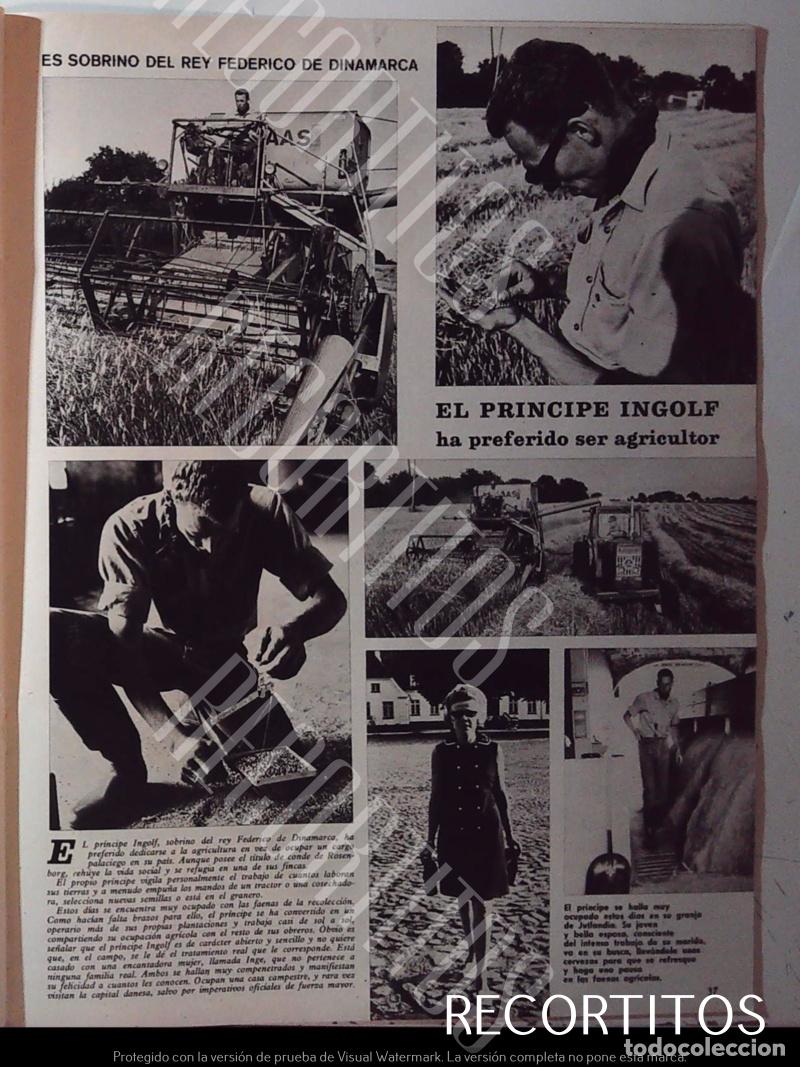 ES SOBRINO DEL REY FEDERICO DE DINAMARCA
AAS
EL PRINCIPE INGOLF
ha preferido ser agricultor
AAS
EL príncipe Ingolf, sobrino del rey Federico de Dinamarca, ha
preferido dedicarse a la agricultura en vez de ocupar un cargo
palaciego en su país. Aunque posee el título de conde de Rosen-
borg, rehuye la vida social y se refugia en una de sus fincas.
El propio príncipe vigila personalmente el trabajo de cuantos laboran
sus tierras y a menudo empuña los mandos de un tractor o una cosechado-
ra, selecciona nuevas semillas o está en el granero.
Estos días se encuentra muy ocupado con las faenas de la recolección.
Como hacían falta brazos para ello, el príncipe se ha convertido en un
operario más de sus propias plantaciones y trabaja casi de sol a sol,
compartiendo su ocupación agrícola con el resto de sus obreros. Obvio es
señalar que el príncipe Ingolf es de carácter abierto y sencillo y no quiere
que, en el campo, se le dé el tratamiento real que le corresponde. Está
casado con una encantadora mujer, llamada Inge, que no pertenece a
ninguna familia real. Ambos se hallan muy compenetrados y manifiestan
su felicidad a cuantos les conocen. Ocupan una casa campestre, y rara vez
visitan la capital danesa, salvo por imperativos oficiales de fuerza mayor.
El príncipe se halla muy
ocupado estos días en su granja
de Jutlandia. Su joven
y bella esposa, consciente
del intenso trabajo de su marido,
va en su busca, llevándole unas
cervezas para que se refresque
y haga una pausa
en las faenas agrícolas.
17
RECORTITOS
RECORTITOS
RECORTITOS
RECORTITOS
Protegido con la versión de prueba de Visual Watermark. La versión completa no pone esta marca.
todocoleccion